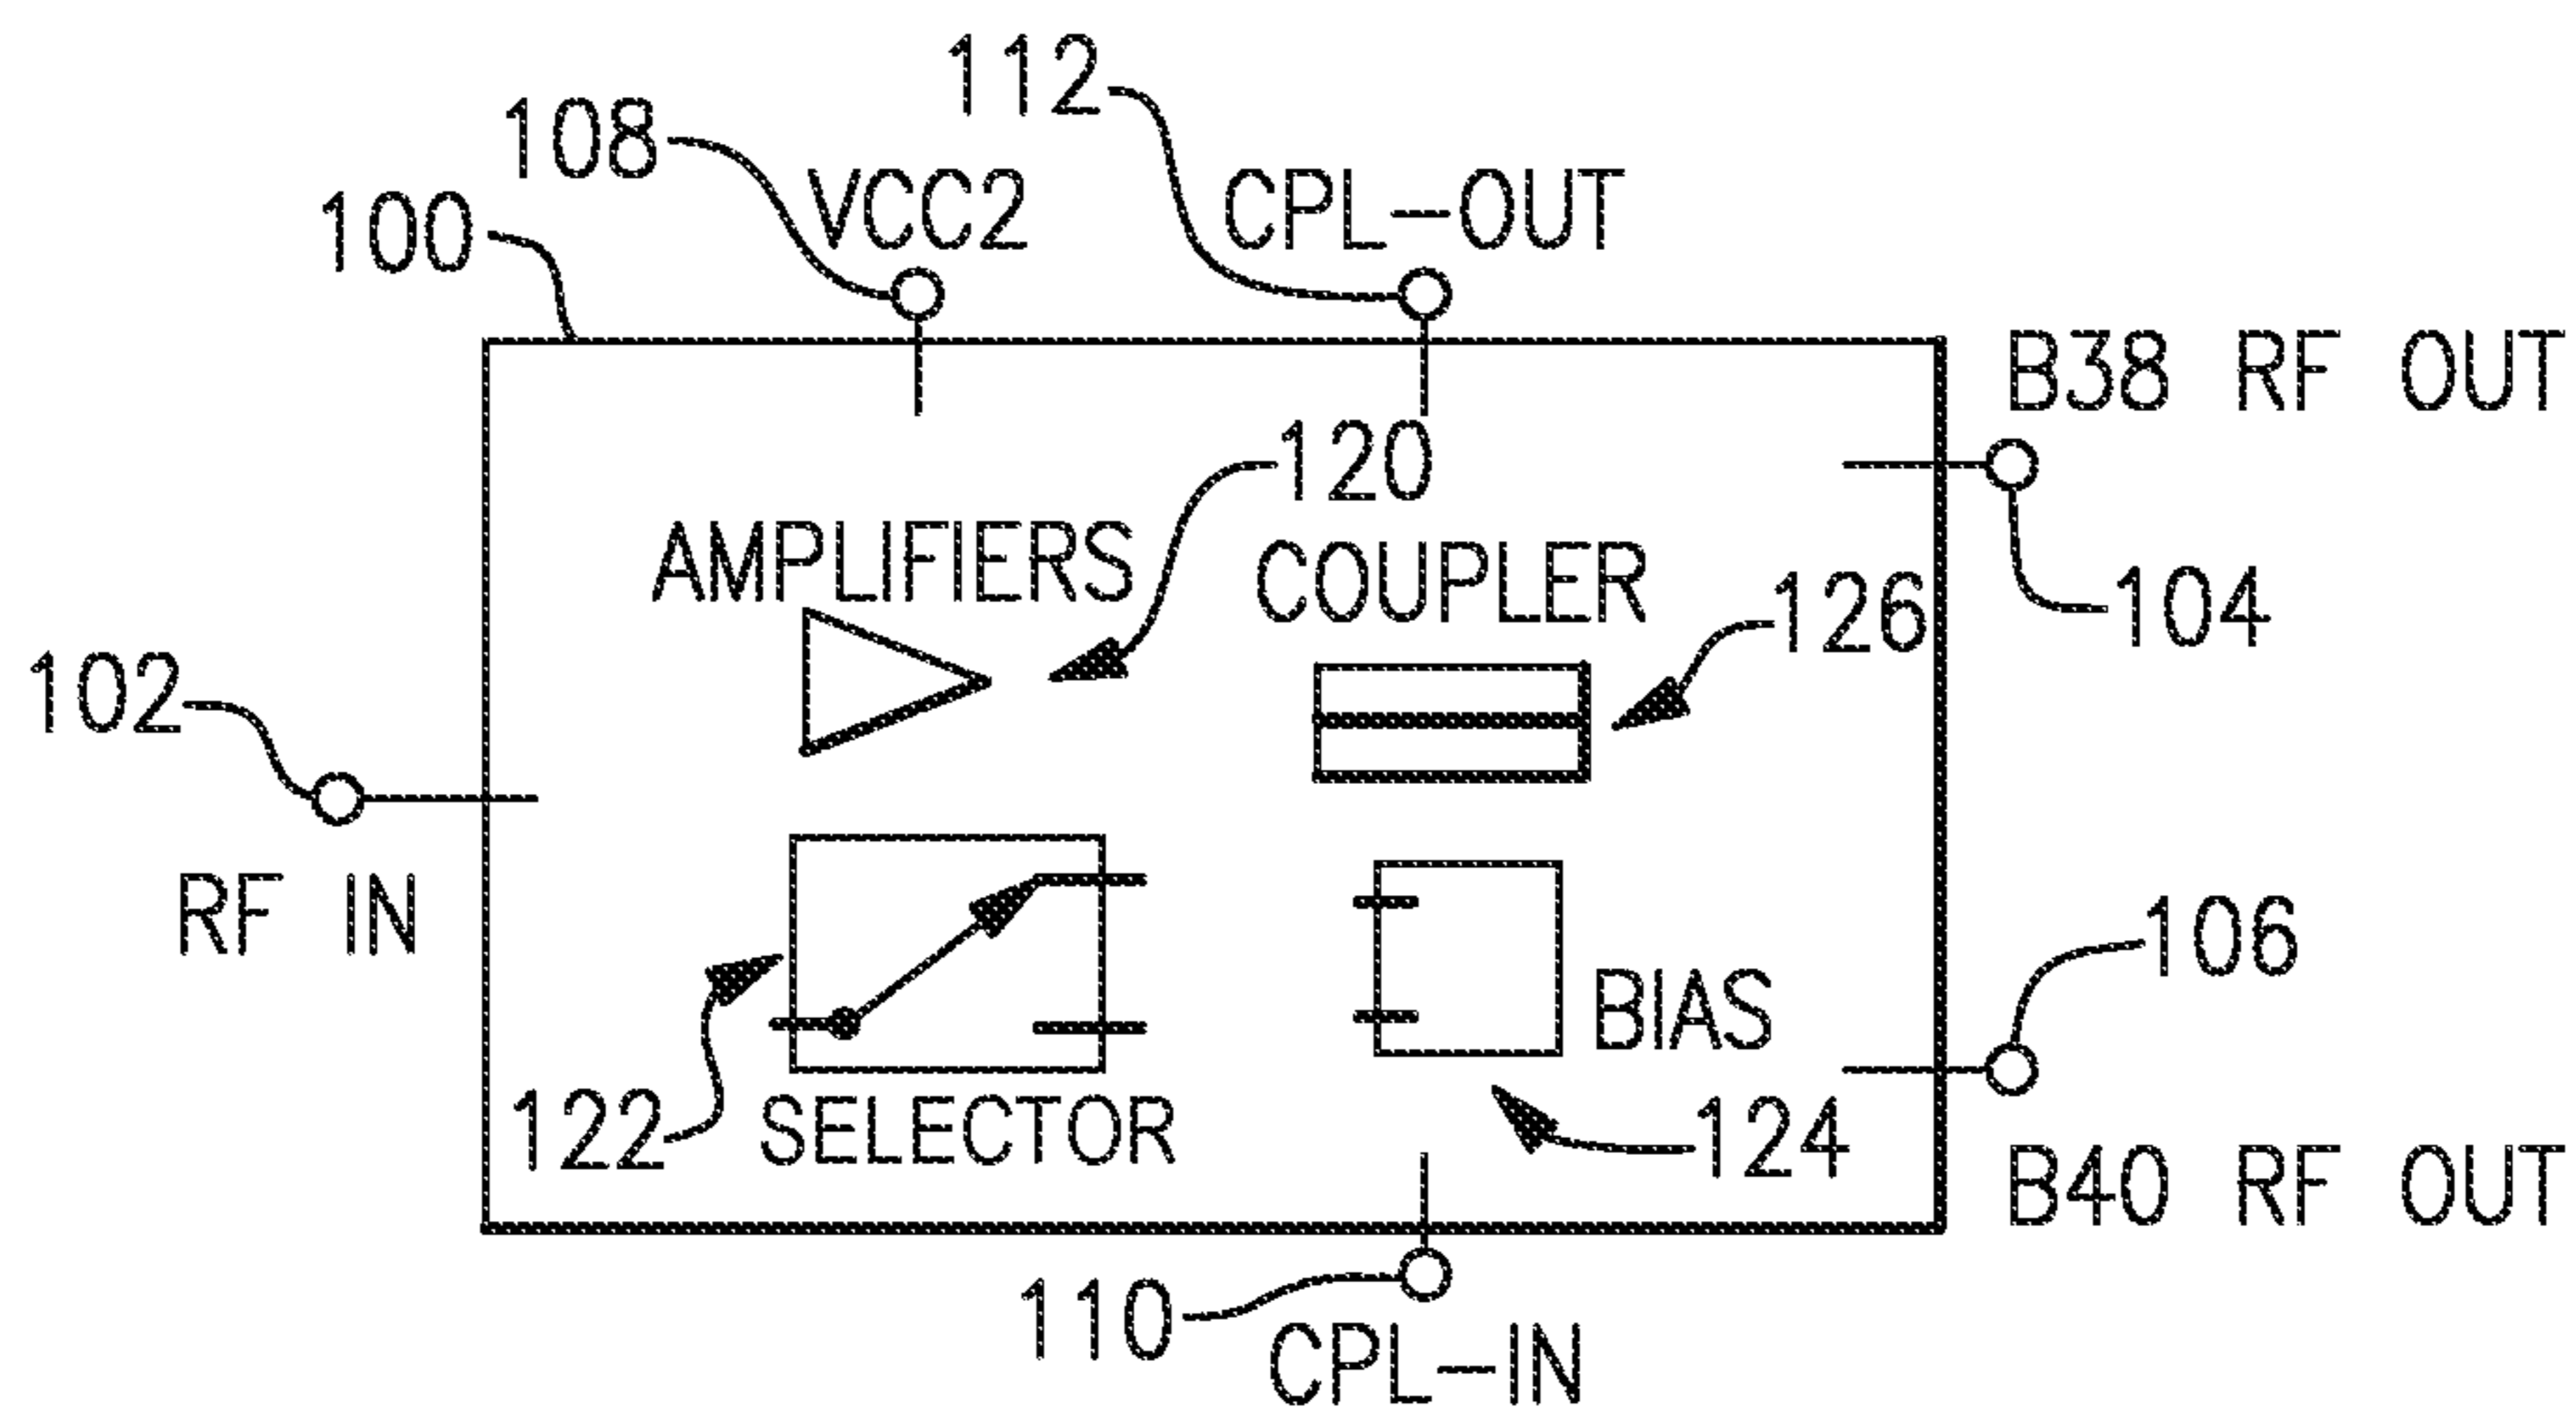 112
108
VCC2
CPL-OUT
100
B38 RF OUT
120
AMPLIFIERS
COUPLER
126
104
102
RF IN
106
BIAS
122
SELECTOR
124
B40 RF OUT
110
CPL-IN